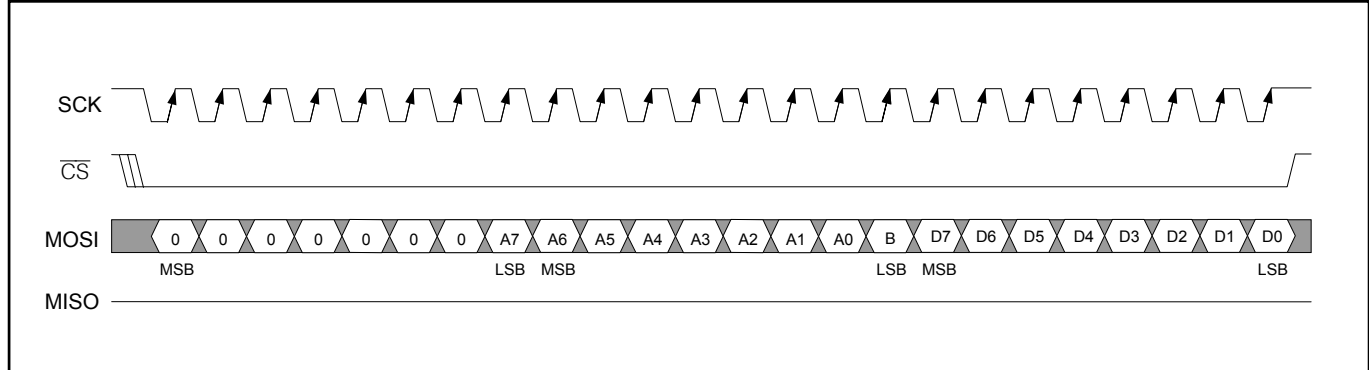 SCK
CS
MOSI 0 0 0 0 0 0 0 A7 A6 A5 A4 A3 A2 A1 A0 B D7 D6 D5 D4 D3 D2 D1 D0
MSB LSB MSB LSB MSB LSB
MISO